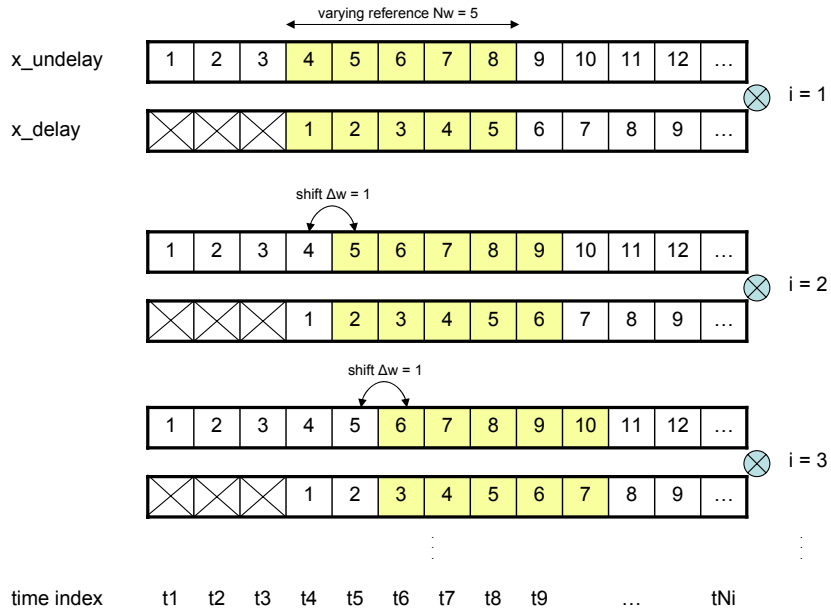 varying reference Nw = 5
x_undelay 1 2 3 4 5 6 7 8 9 10 11 12 ...
i = 1
x_delay 1 2 3 4 5 6 7 8 9 ...
shift Δw = 1
1 2 3 4 5 6 7 8 9 10 11 12 ...
i = 2
1 2 3 4 5 6 7 8 9 ...
shift Δw = 1
1 2 3 4 5 6 7 8 9 10 11 12 ...
i = 3
1 2 3 4 5 6 7 8 9 ...
time index t1 t2 t3 t4 t5 t6 t7 t8 t9 ... tNi